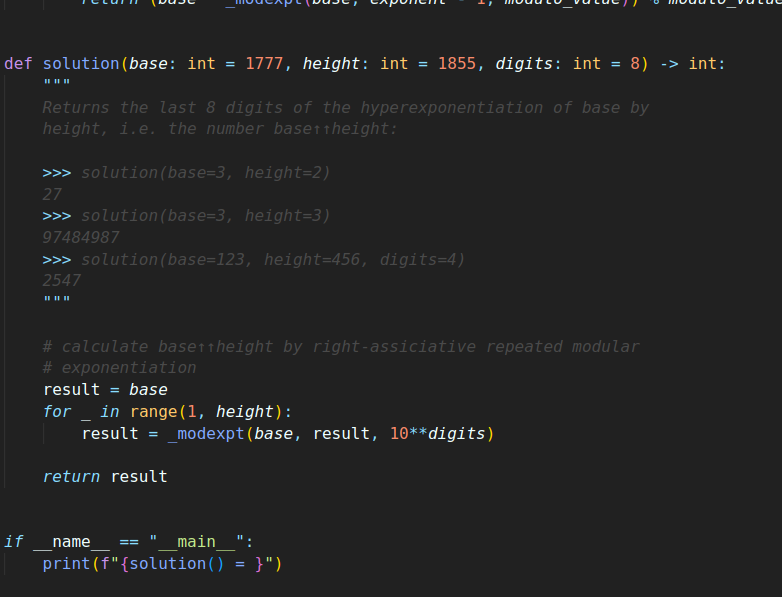 return (base * _modexpt(base, exponent - 1, modulo_value)) % modulo_value
def solution(base: int = 1777, height: int = 1855, digits: int = 8) -> int:
"""
Returns the last 8 digits of the hyperexponentiation of base by
height, i.e. the number base↑↑height:
>>> solution(base=3, height=2)
27
>>> solution(base=3, height=3)
97484987
>>> solution(base=123, height=456, digits=4)
2547
"""
# calculate base↑↑height by right-assiciative repeated modular
# exponentiation
result = base
for _ in range(1, height):
result = _modexpt(base, result, 10**digits)
return result
if __name__ == "__main__":
print(f"{solution() = }")